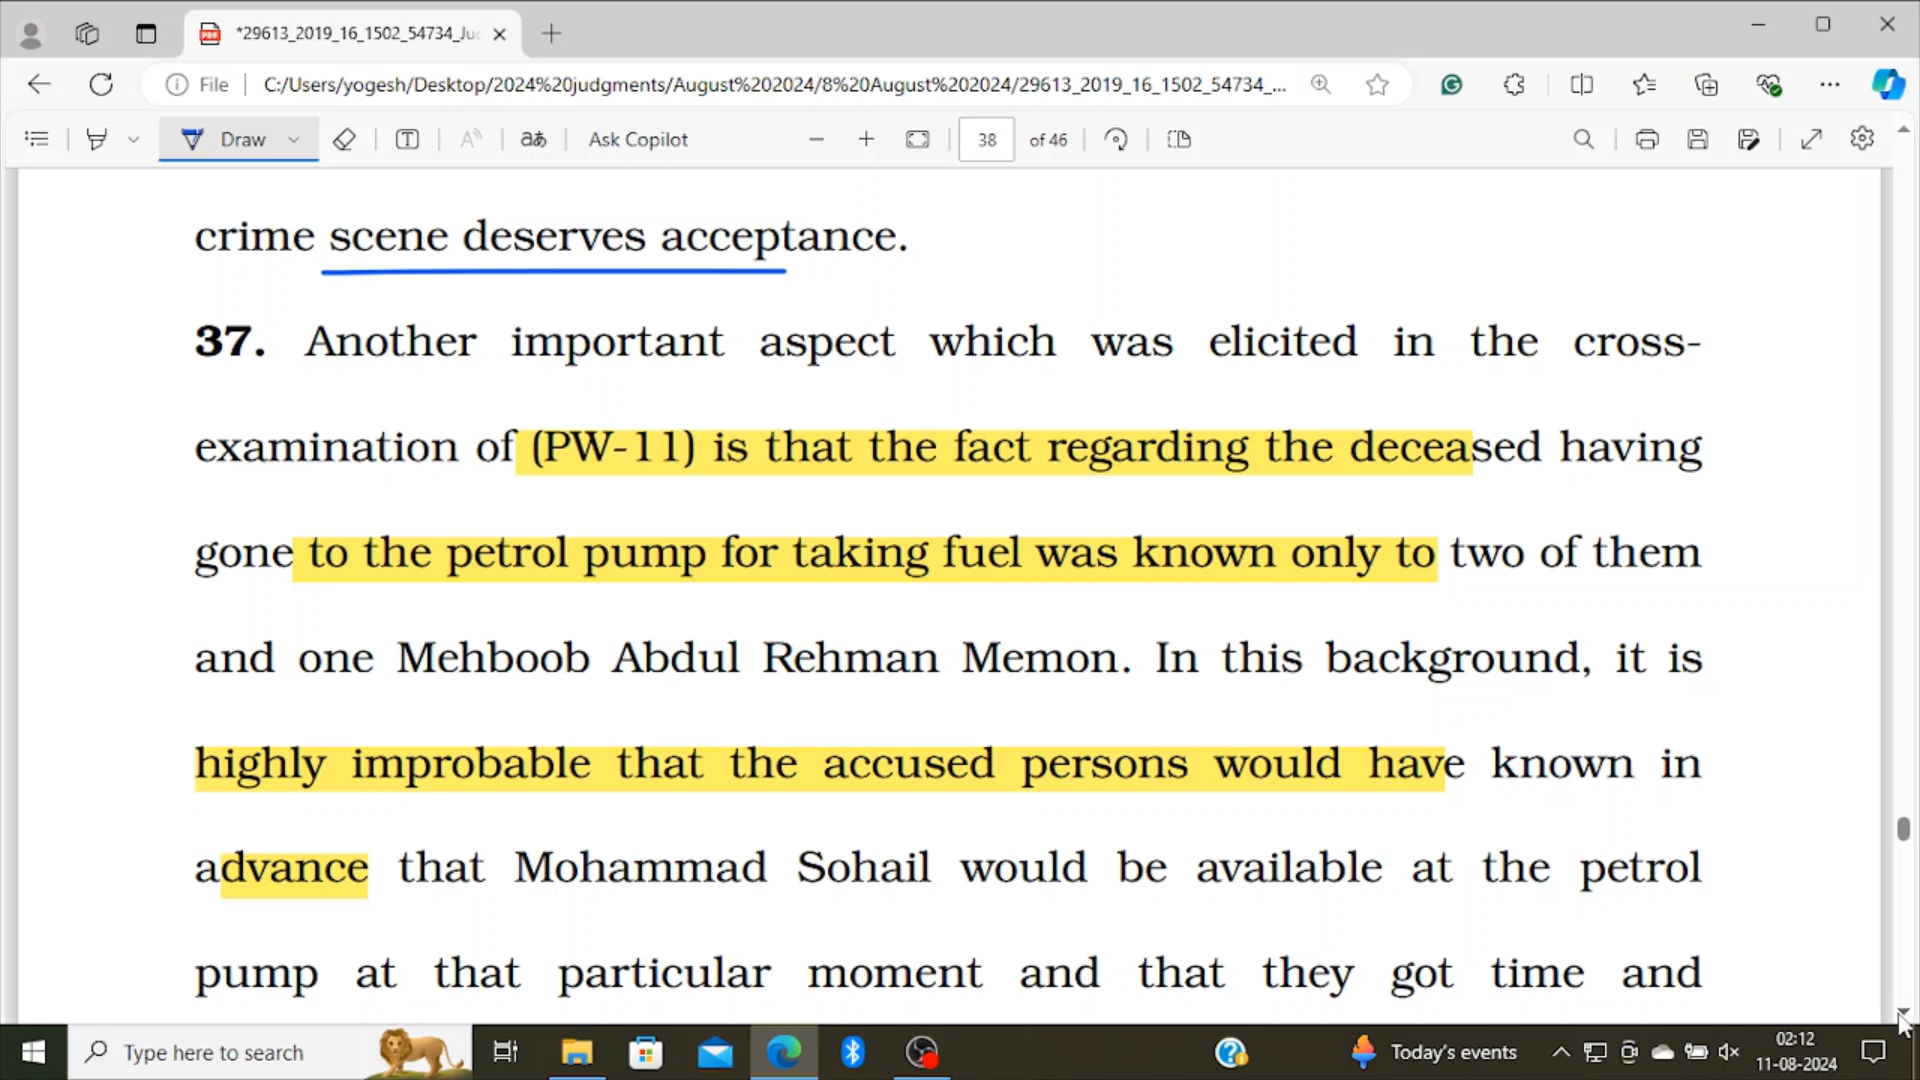 *29613_2019_16_1502_54734_Ju
File
C:/Users/yogesh/Desktop/2024%20judgments/August%202024/8%20August%202024/29613_2019_16_1502_54734_...
Draw
Ask Copilot
38 of 46
crime scene deserves acceptance.
37. Another important aspect which was elicited in the cross-
examination of (PW-11) is that the fact regarding the deceased having
gone to the petrol pump for taking fuel was known only to two of them
and one Mehboob Abdul Rehman Memon. In this background, it is
highly improbable that the accused persons would have known in
advance that Mohammad Sohail would be available at the petrol
pump at that particular moment and that they got time and
Type here to search
Today's events
02:12
11-08-2024